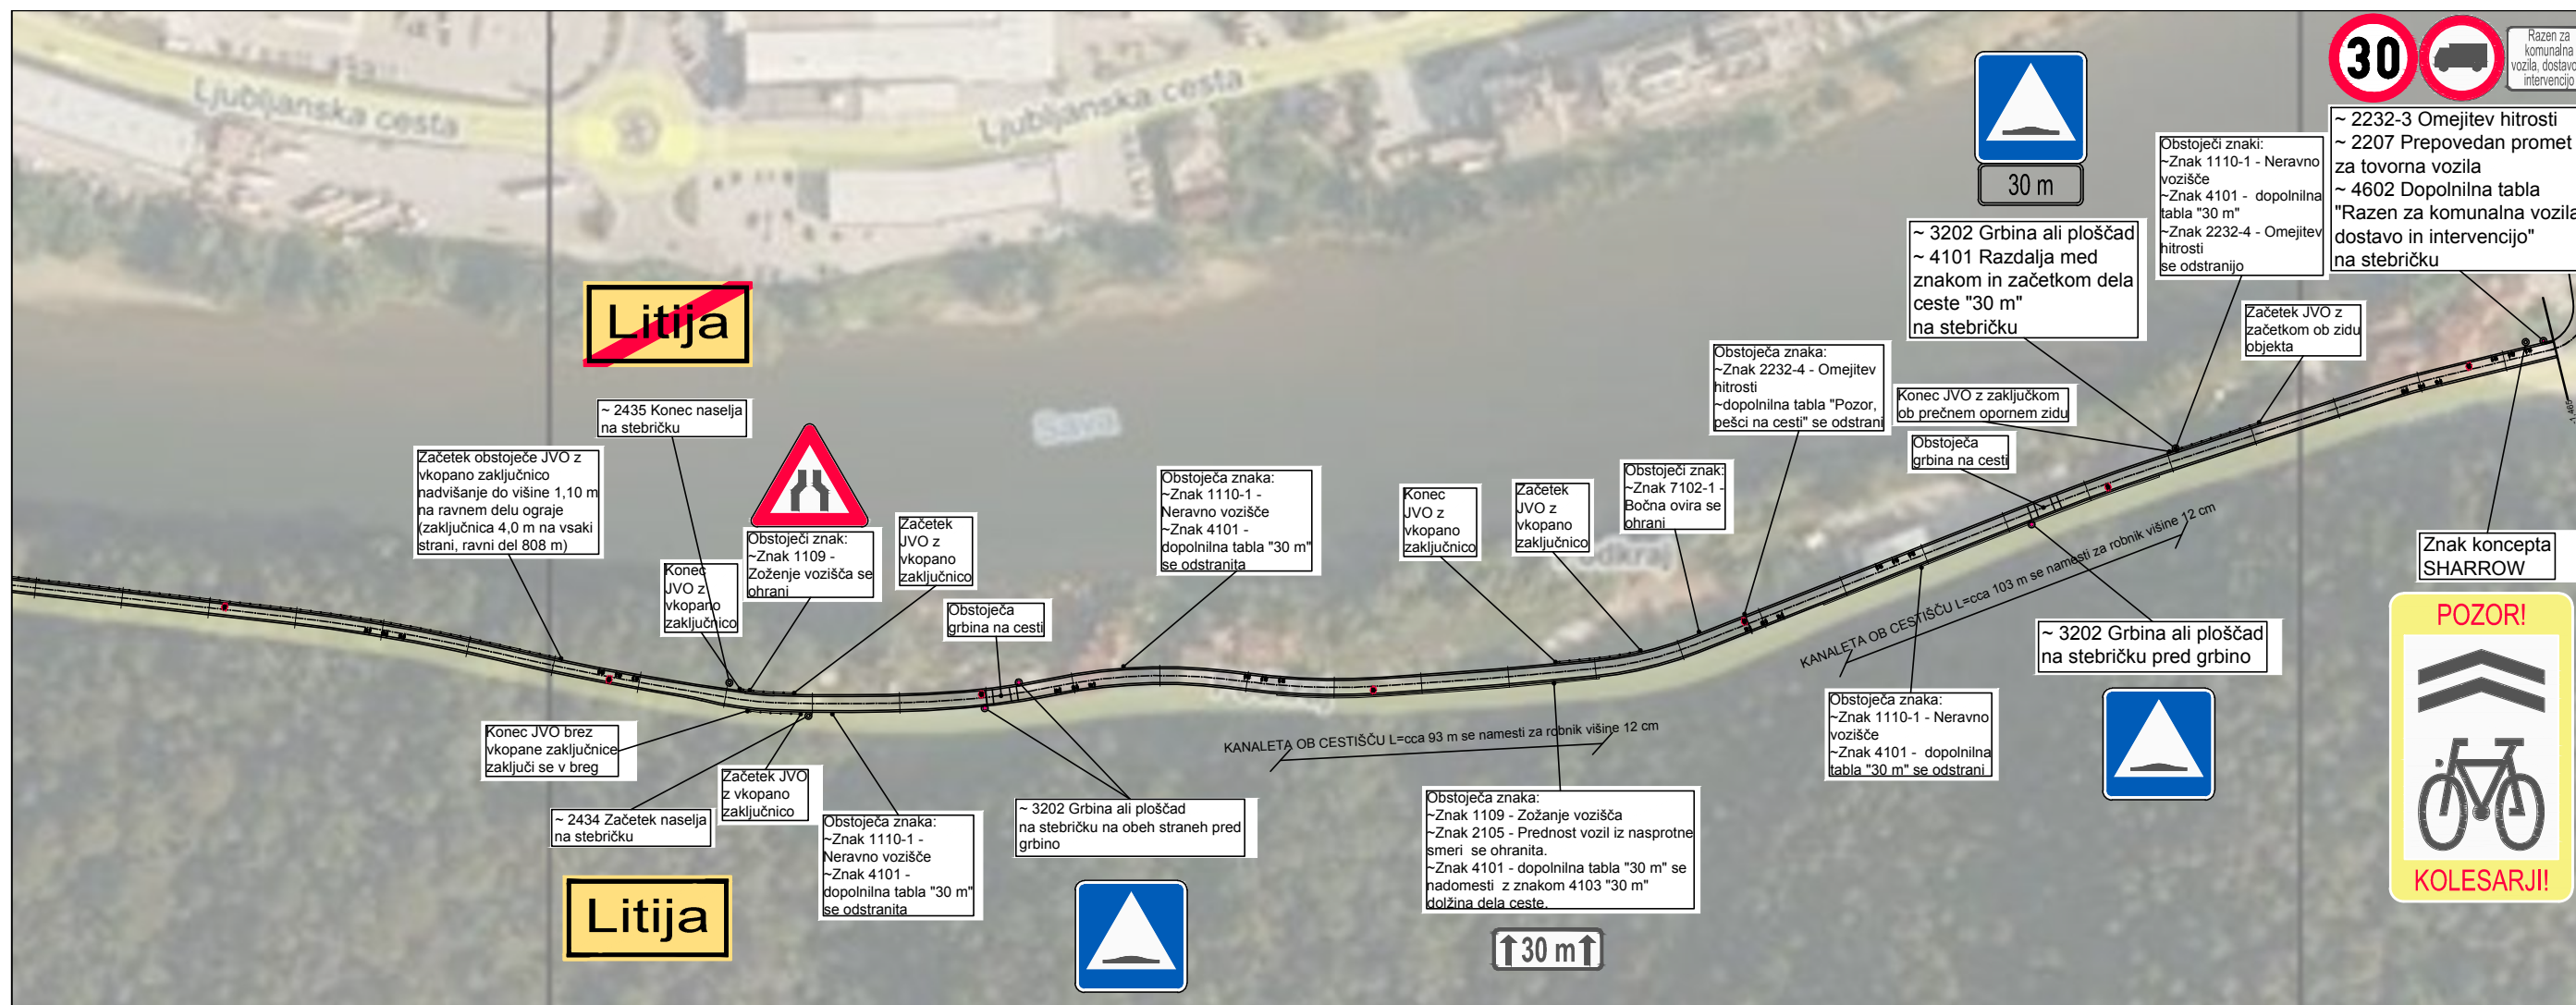 Ljubljanska cesta
Ljubljanska cesta
Sava
30
Razen za
komunalna
intervencijo
30 m
~ 2232-3 Omejitev hitrosti
~ 2207 Prepovedan promet
za tovorna vozila
~ 4602 Dopolnilna tabla
"Razen za komunalna vozila
dostavo in intervencijo"
na stebričku
Obstoječi znaki:
~Znak 1110-1 - Neravno
vozišče
~Znak 4101 - dopolnilna
tabla "30 m"
~Znak 2232-4 - Omejitev
hitrosti
se odstranijo
~ 3202 Grbina ali ploščad
~ 4101 Razdalja med
znakom in začetkom dela
ceste "30 m"
na stebričku
Začetek JVO z
začetkom ob zidu
objekta
Litija
~ 2435 Konec naselja
na stebričku
Obstoječa znaka:
~Znak 2232-4 - Omejitev
hitrosti
~dopolnilna tabla "Pozor,
pešci na cesti" se odstrani
Konec JVO z zaključkom
ob prečnem opornem zidu
Obstoječa
grbina na cesti
Začetek obstoječe JVO z
vkopano zaključnico
nadvišanje do višine 1,10 m
na ravnem delu ograje
(zaključnica 4,0 m na vsaki
strani, ravni del 808 m)
Konec
JVO z
vkopano
zaključnico
Obstoječi znak:
~Znak 1109 -
Zoženje vozišča se
ohrani
Začetek
JVO z
vkopano
zaključnico
Obstoječa
grbina na cesti
Obstoječa znaka:
~Znak 1110-1 -
Neravno vozišče
~Znak 4101 -
dopolnilna tabla "30 m"
se odstranita
Konec
JVO z
vkopano
zaključnico
Začetek
JVO z
vkopano
zaključnico
Obstoječi znak:
~Znak 7102-1 -
Bočna ovira se
ohrani
KANALETA OB CESTIŠČU L=cca 103 m se namesti za robnik višine 12 cm
KANALETA OB CESTIŠČU L=cca 93 m se namesti za robnik višine 12 cm
Znak koncepta
SHARROW
POZOR!
KOLESARJI!
~ 3202 Grbina ali ploščad
na stebričku pred grbino
Obstoječa znaka:
~Znak 1110-1 - Neravno
vozišče
~Znak 4101 - dopolnilna
tabla "30 m" se odstrani
Konec JVO brez
vkopane zaključnice
zaključi se v breg
~ 2434 Začetek naselja
na stebričku
Začetek JVO
z vkopano
zaključnico
Obstoječa znaka:
~Znak 1110-1 -
Neravno vozišče
~Znak 4101 -
dopolnilna tabla "30 m"
se odstranita
~ 3202 Grbina ali ploščad
na stebričku na obeh straneh pred
grbino
Obstoječa znaka:
~Znak 1109 - Zožanje vozišča
~Znak 2105 - Prednost vozil iz nasprotne
smeri se ohranita.
~Znak 4101 - dopolnilna tabla "30 m" se
nadomesti z znakom 4103 "30 m"
dolžina dela ceste.
Litija
30 m